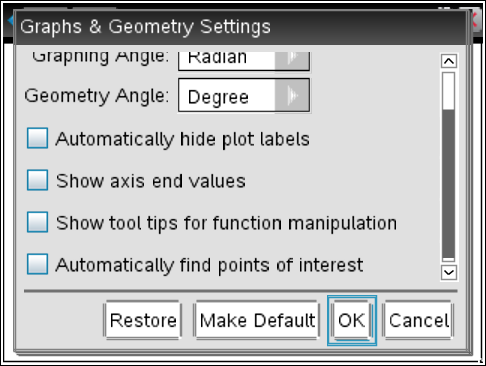 Graphs & Geometry Settings
Graphing Angle: Radian
Geometry Angle: Degree
Automatically hide plot labels
Show axis end values
Show tool tips for function manipulation
Automatically find points of interest
Restore Make Default OK Cancel